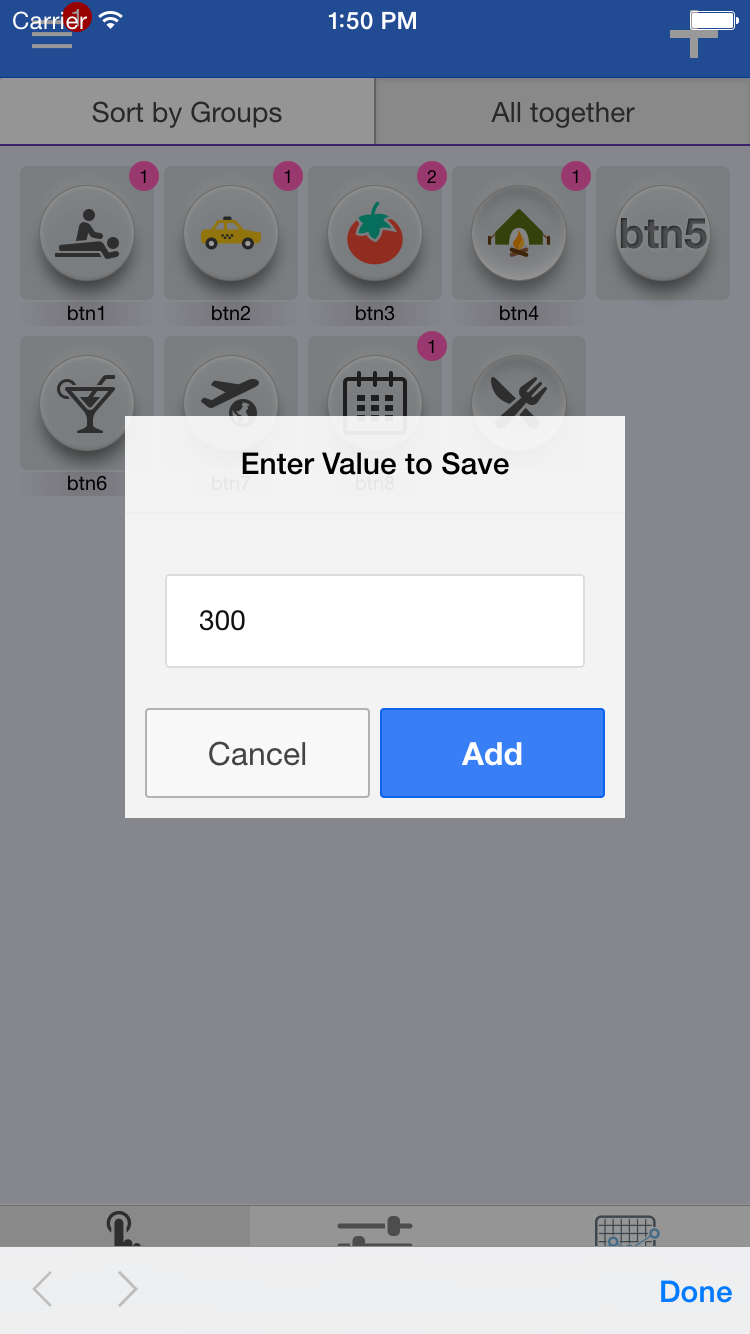 Carrier 1 1:50 PM
Sort by Groups All together
1 1 2 1
btn5
btn1 btn2 btn3 btn4
1
btn6 btn7 btn8
Enter Value to Save
300
Cancel Add
Done